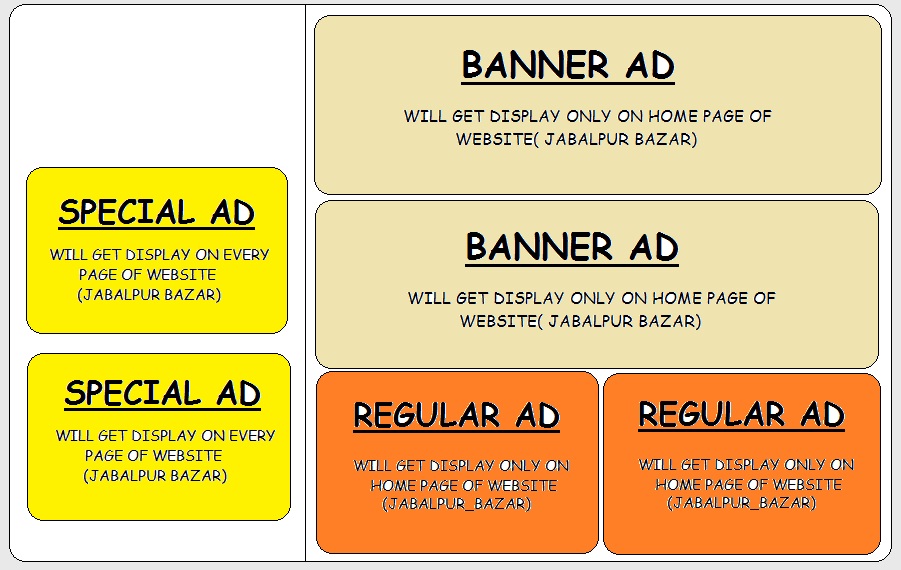 SPECIAL AD
WILL GET DISPLAY ON EVERY
PAGE OF WEBSITE
(JABALPUR BAZAR)
SPECIAL AD
WILL GET DISPLAY ON EVERY
PAGE OF WEBSITE
(JABALPUR BAZAR)
BANNER AD
WILL GET DISPLAY ONLY ON HOME PAGE OF
WEBSITE( JABALPUR BAZAR)
BANNER AD
WILL GET DISPLAY ONLY ON HOME PAGE OF
WEBSITE( JABALPUR BAZAR)
REGULAR AD
WILL GET DISPLAY ONLY ON
HOME PAGE OF WEBSITE
(JABALPUR_BAZAR)
REGULAR AD
WILL GET DISPLAY ONLY ON
HOME PAGE OF WEBSITE
(JABALPUR_BAZAR)